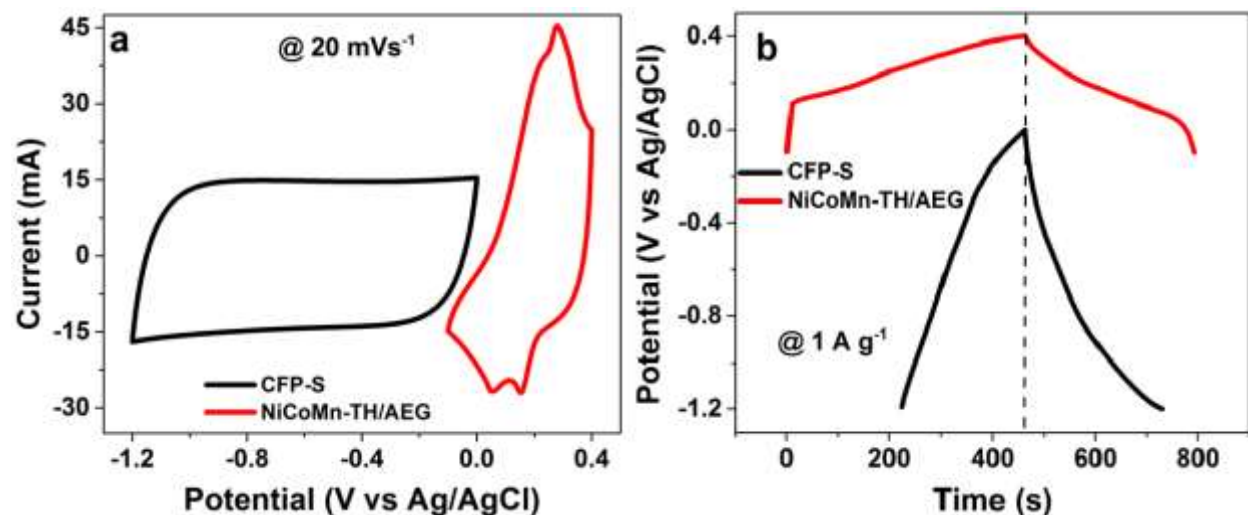 a
@ 20 mVs⁻¹
45
30
15
0
-15
-30
Current (mA)
CFP-S
NiCoMn-TH/AEG
-1.2 -0.8 -0.4 0.0 0.4
Potential (V vs Ag/AgCl)
b
0.4
0.0
-0.4
-0.8
-1.2
Potential (V vs Ag/AgCl)
CFP-S
NiCoMn-TH/AEG
@ 1 A g⁻¹
0 200 400 600 800
Time (s)